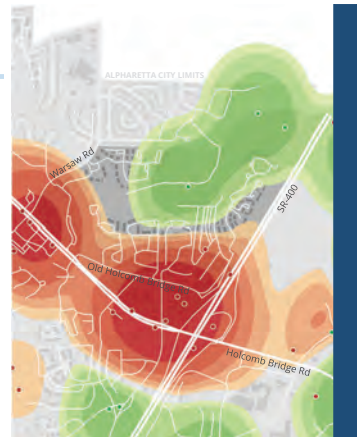 ALPHARETTA CITY LIMITS
Warsaw Rd
SR-400
Old Holcomb Bridge Rd
Holcomb Bridge Rd